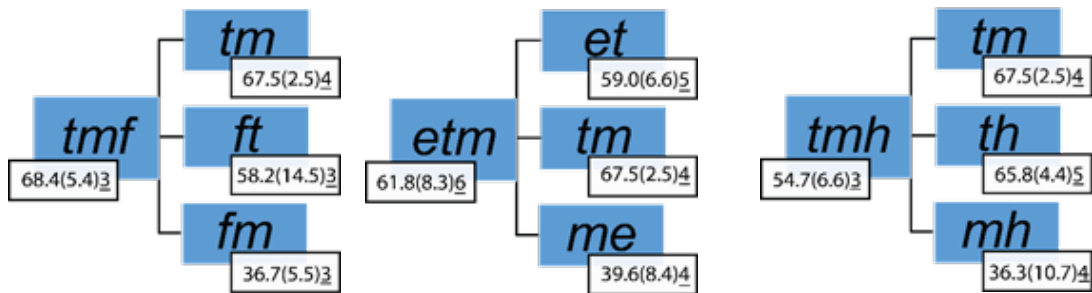 tmf
68.4(5.4)3
tm
67.5(2.5)4
ft
58.2(14.5)3
fm
36.7(5.5)3
etm
61.8(8.3)6
et
59.0(6.6)5
tm
67.5(2.5)4
me
39.6(8.4)4
tmh
54.7(6.6)3
tm
67.5(2.5)4
th
65.8(4.4)5
mh
36.3(10.7)4